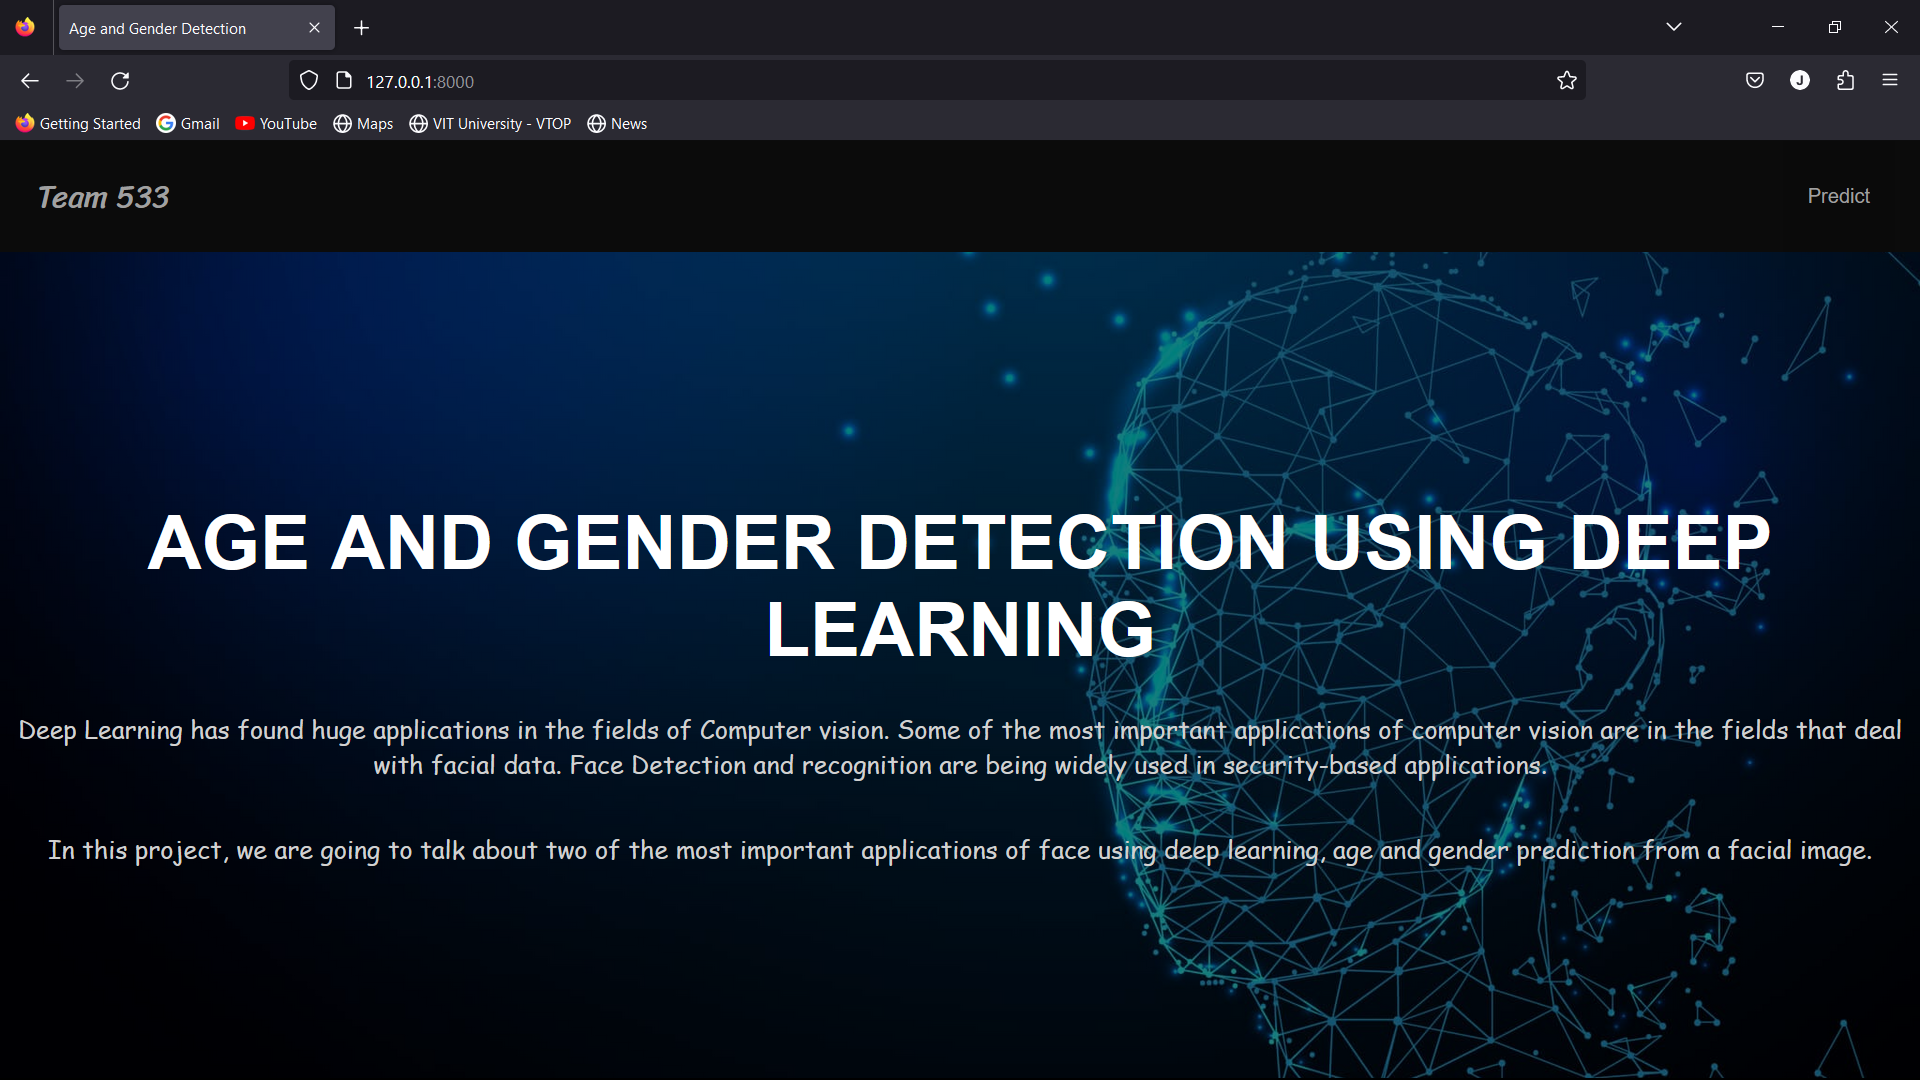 Age and Gender Detection
127.0.0.1:8000
J
Getting Started Gmail YouTube Maps VIT University - VTOP News
Team 533 Predict
AGE AND GENDER DETECTION USING DEEP
LEARNING
Deep Learning has found huge applications in the fields of Computer vision. Some of the most important applications of computer vision are in the fields that deal
with facial data. Face Detection and recognition are being widely used in security-based applications.
In this project, we are going to talk about two of the most important applications of face using deep learning, age and gender prediction from a facial image.